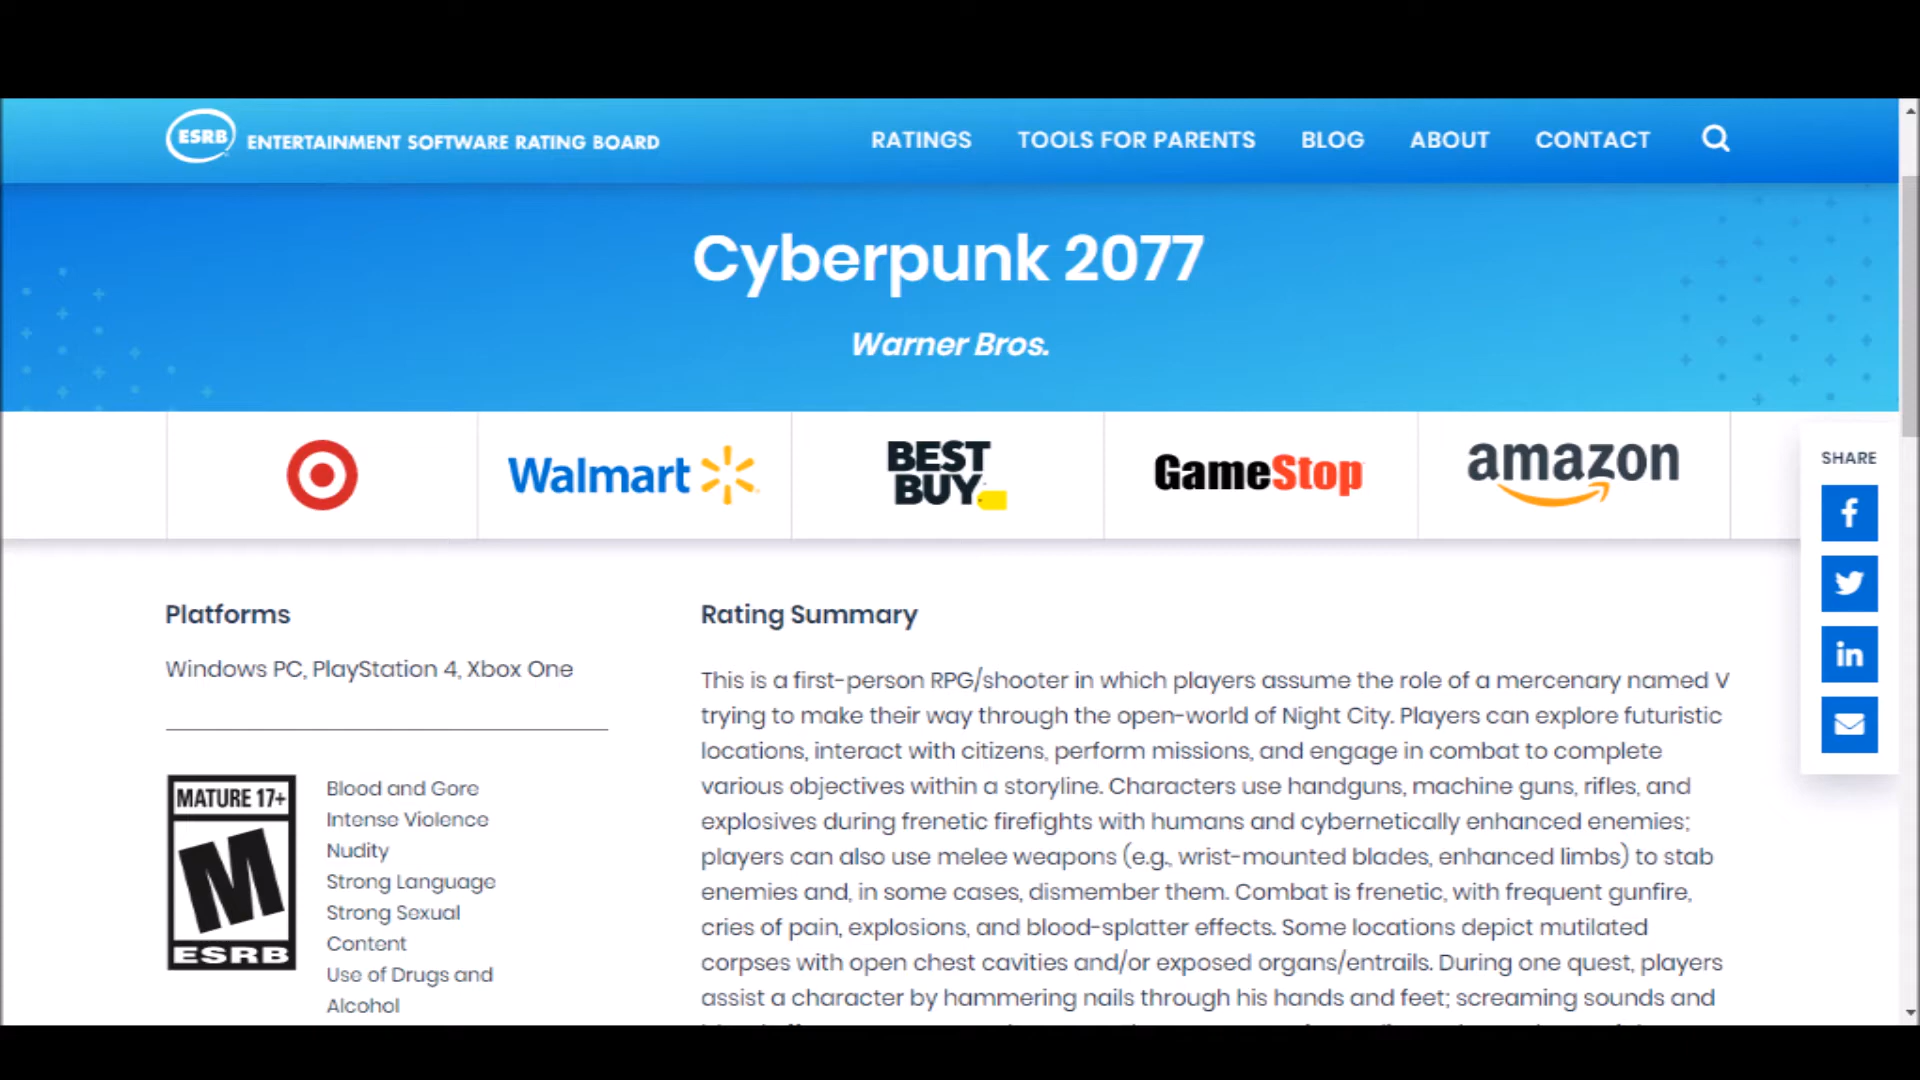 ESRB ENTERTAINMENT SOFTWARE RATING BOARD RATINGS TOOLS FOR PARENTS BLOG ABOUT CONTACT
Cyberpunk 2077
Warner Bros.
Walmart BEST BUY GameStop amazon
SHARE
Platforms
Windows PC, PlayStation 4, Xbox One
MATURE 17+
M
ESRB
Blood and Gore
Intense Violence
Nudity
Strong Language
Strong Sexual
Content
Use of Drugs and
Alcohol
Rating Summary
This is a first-person RPG/shooter in which players assume the role of a mercenary named V
trying to make their way through the open-world of Night City. Players can explore futuristic
locations, interact with citizens, perform missions, and engage in combat to complete
various objectives within a storyline. Characters use handguns, machine guns, rifles, and
explosives during frenetic firefights with humans and cybernetically enhanced enemies;
players can also use melee weapons (e.g., wrist-mounted blades, enhanced limbs) to stab
enemies and, in some cases, dismember them. Combat is frenetic, with frequent gunfire,
cries of pain, explosions, and blood-splatter effects. Some locations depict mutilated
corpses with open chest cavities and/or exposed organs/entrails. During one quest, players
assist a character by hammering nails through his hands and feet; screaming sounds and